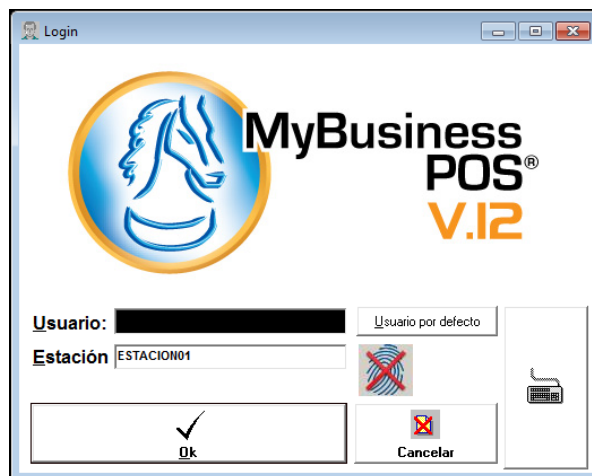 Login
MyBusiness
POS®
V.12
Usuario:
Usuario por defecto
Estación
ESTACION01
Ok
Cancelar